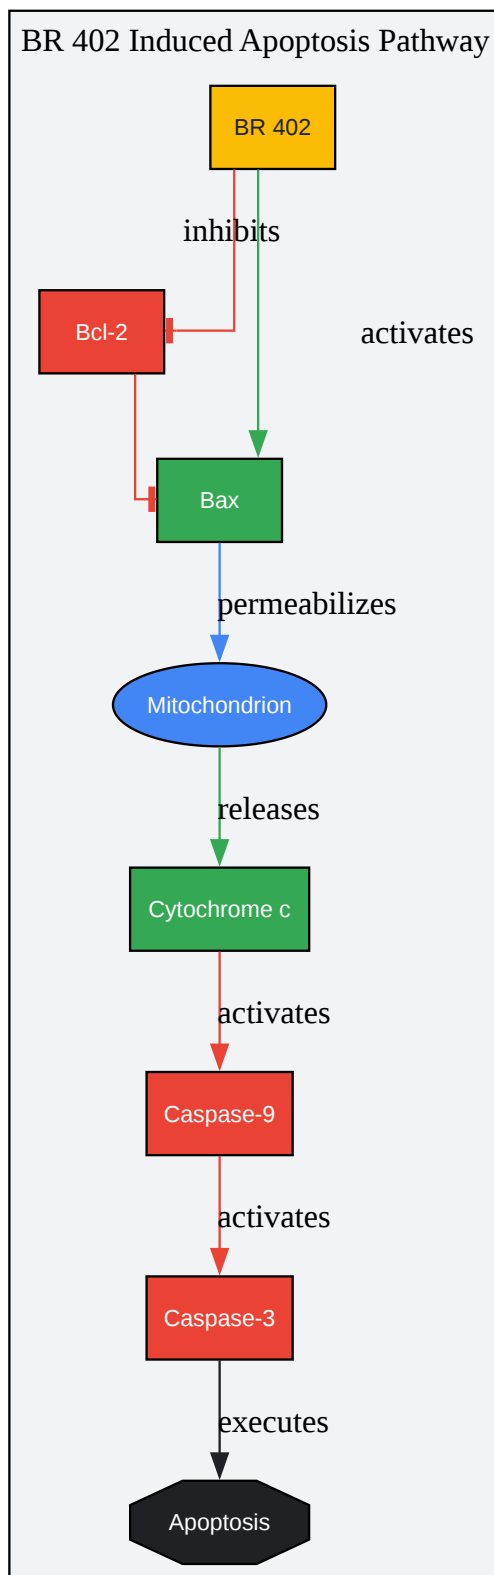 BR 402 Induced Apoptosis Pathway
BR 402
inhibits
Bcl-2
activates
Bax
permeabilizes
Mitochondrion
releases
Cytochrome c
activates
Caspase-9
activates
Caspase-3
executes
Apoptosis